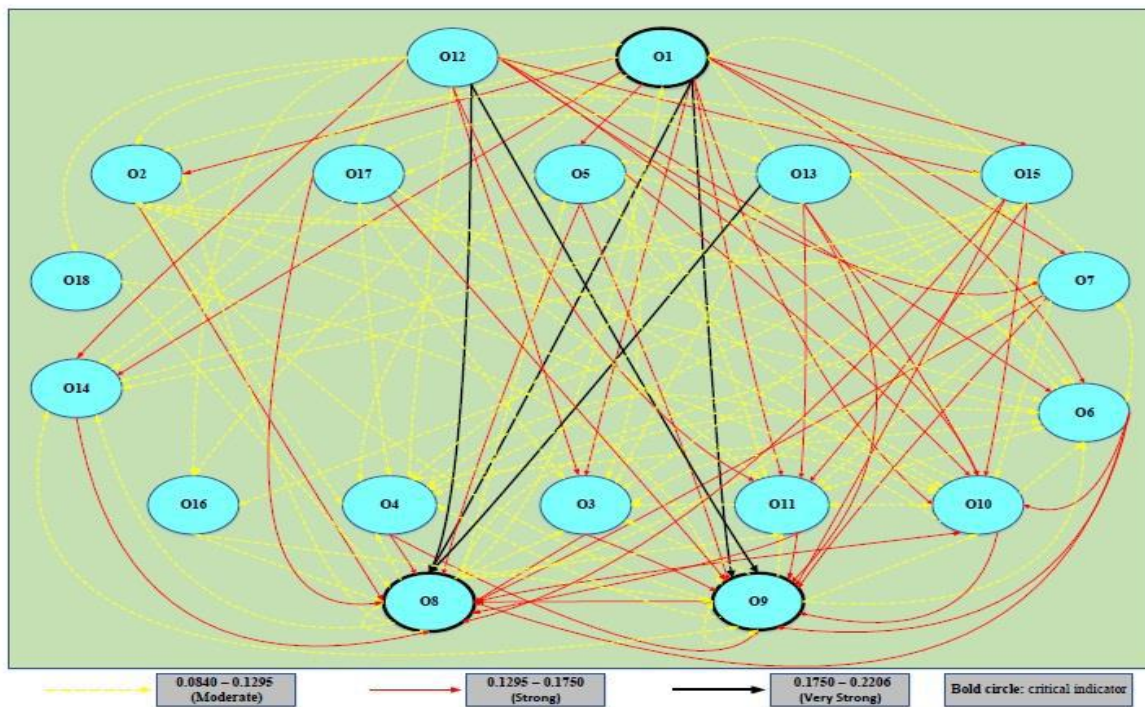 O12 O1
O2 O17 O5 O13 O15
O18 O7
O14 O6
O16 O4 O3 O11 O10
O8 O9
0.0840 – 0.1295
(Moderate)
0.1295 – 0.1750
(Strong)
0.1750 – 0.2206
(Very Strong)
Bold circle: critical indicator